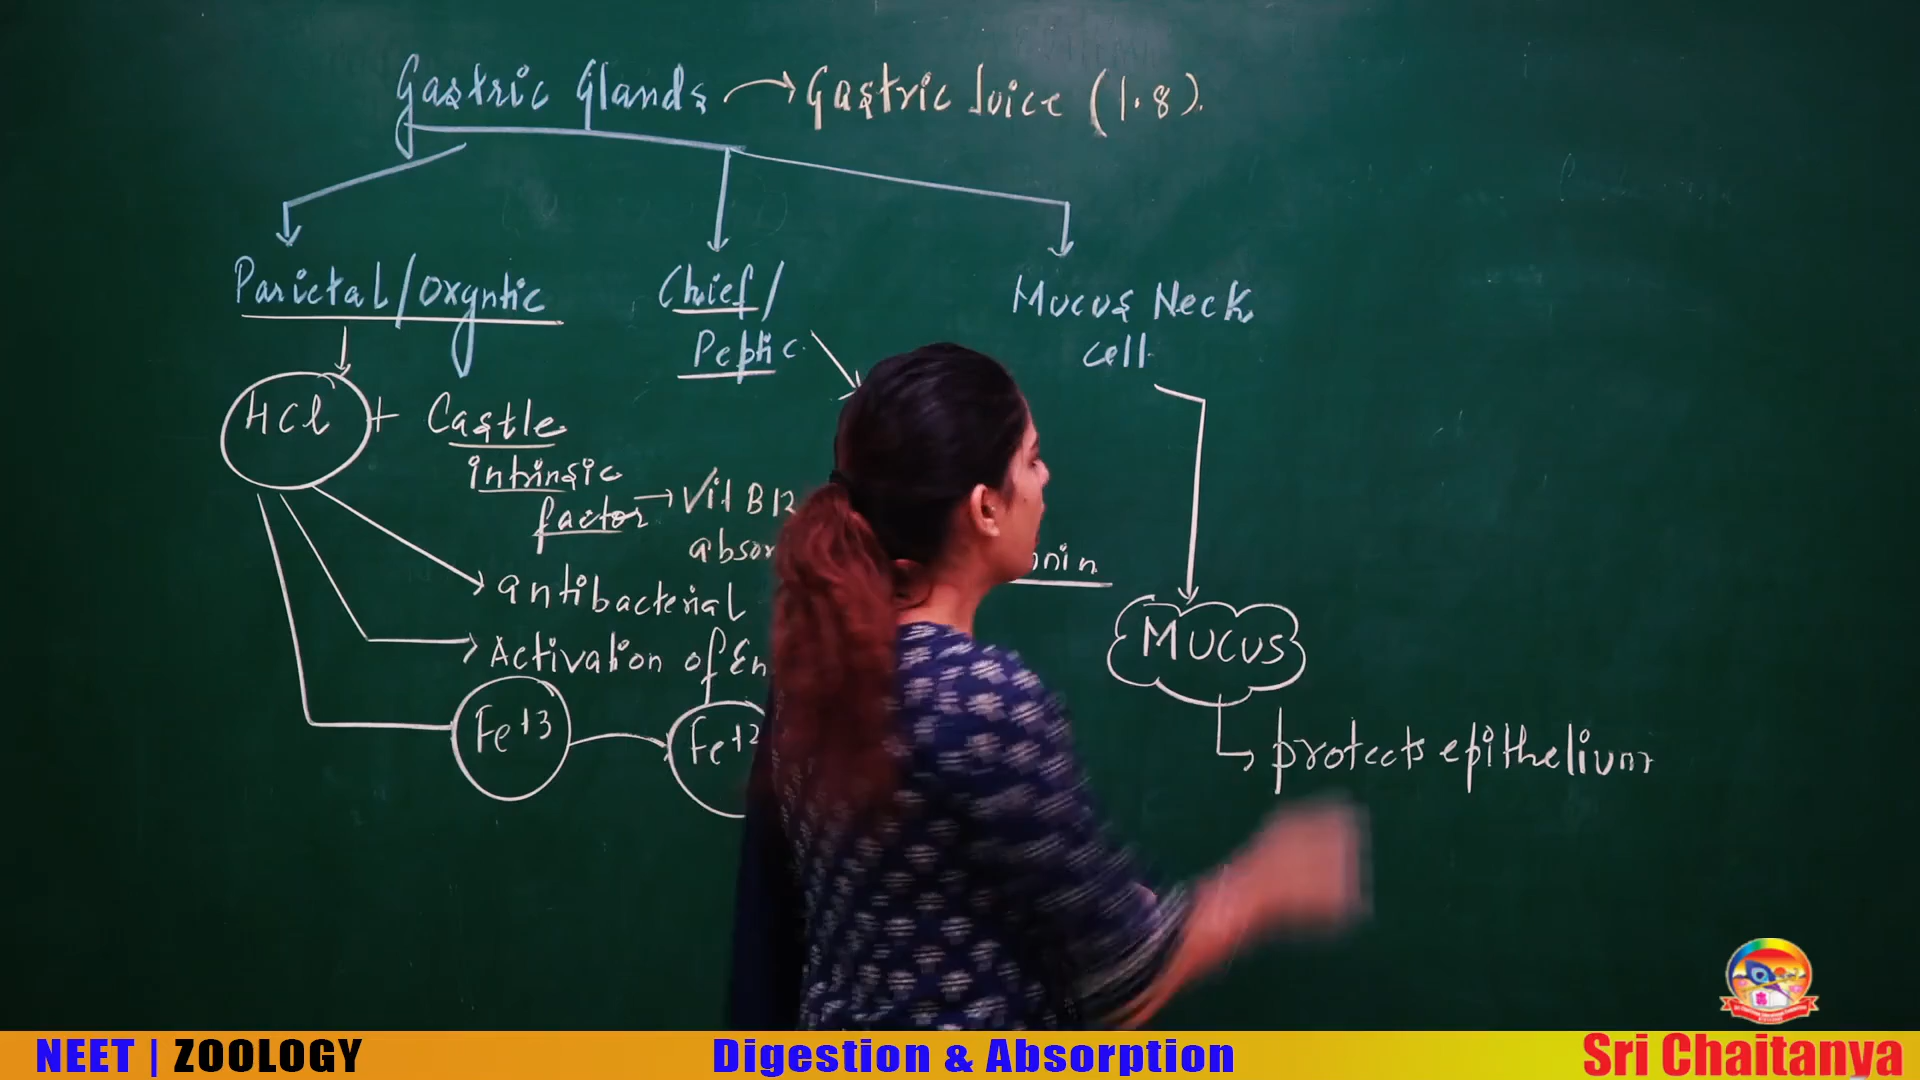 Gastric Glands → Gastric Juice (1.8).
Parietal/Oxyntic
Chief/
Peptic
Mucus Neck
cell
HCl + Castle
intrinsic
factor → Vit B12
antibacterial
Activation of
Fe+3
Fe+2
MUCUS
protects epithelium
NEET | ZOOLOGY
Digestion & Absorption
Sri Chaitanya